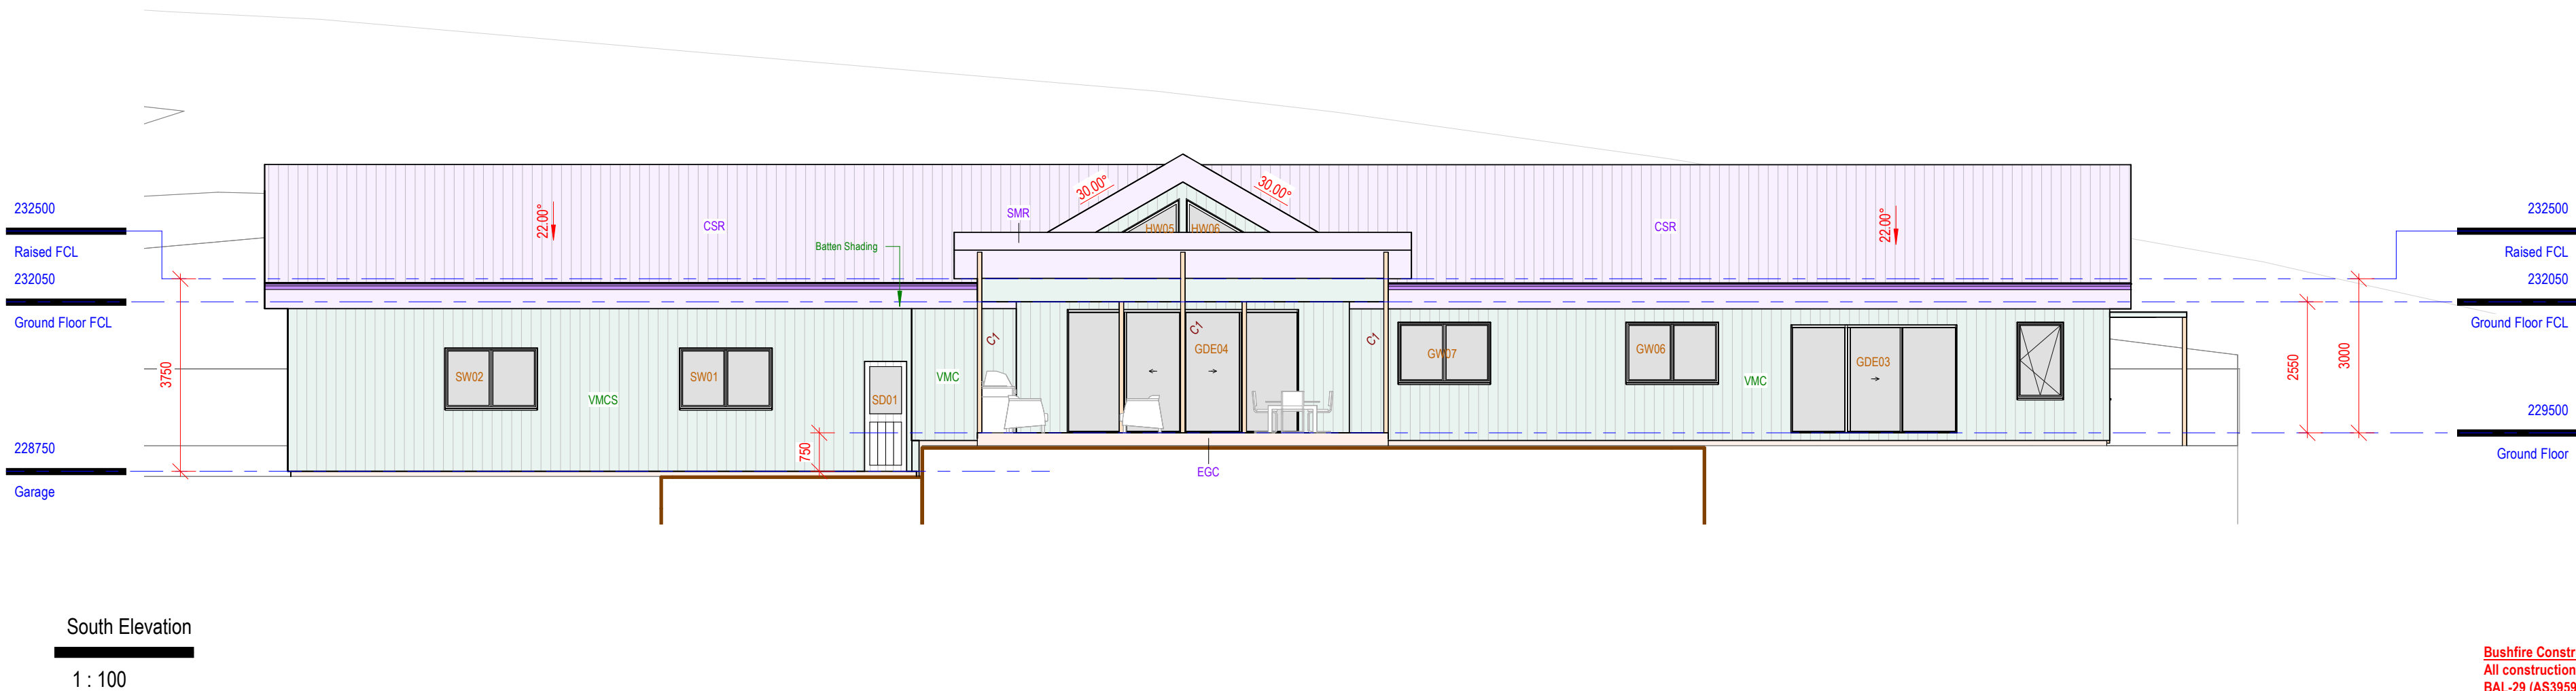 232500
Raised FCL
232050
Ground Floor FCL
3750
228750
Garage
22.00°
CSR
Batten Shading
SMR
30.00°
30.00°
HW05
HW06
CSR
22.00°
SW02
VMCS
SW01
SD01
750
VMC
C1
C1
GDE04
C1
EGC
GW07
GW06
VMC
GDE03
232500
Raised FCL
232050
Ground Floor FCL
2550
3000
229500
Ground Floor
South Elevation
1 : 100
Bushfire Constr
All construction
BAL-29 (AS3959